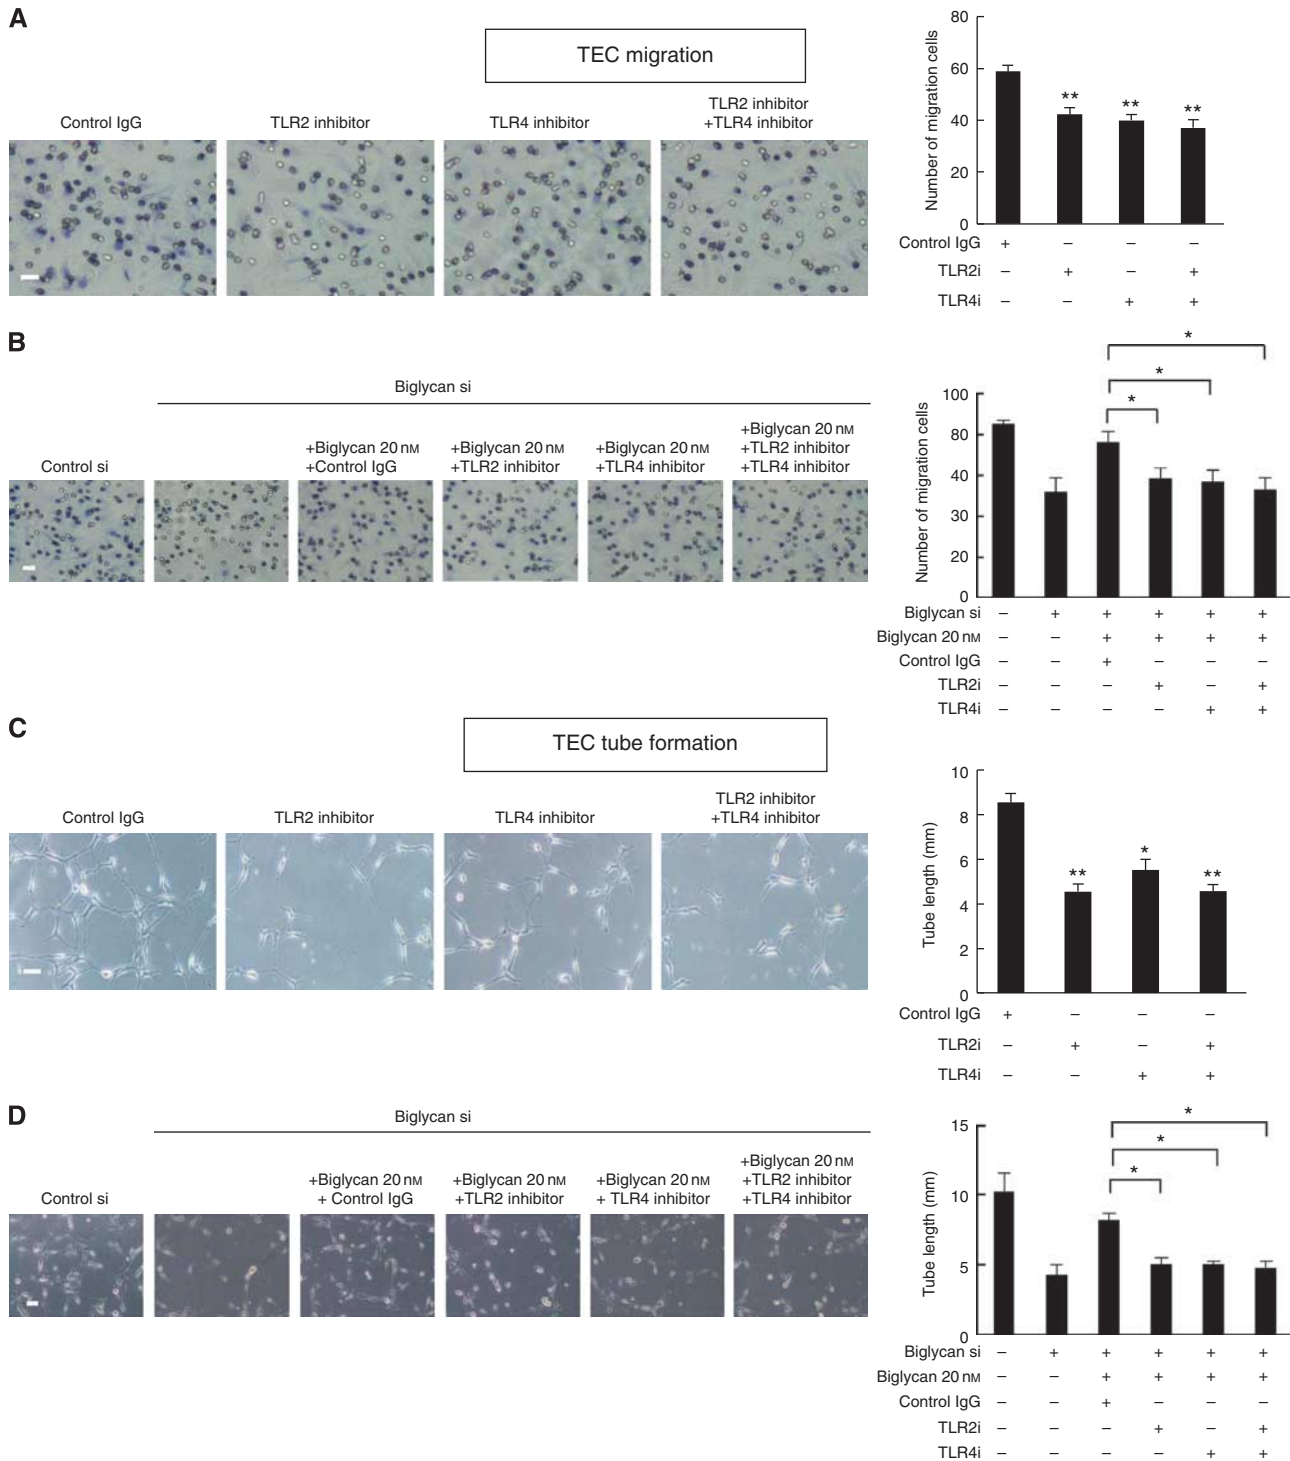 A
TEC migration
Control IgG
TLR2 inhibitor
TLR4 inhibitor
TLR2 inhibitor
+TLR4 inhibitor
Number of migration cells
80
60
40
20
0
Control IgG + – – –
TLR2i – + – +
TLR4i – – + +
** ** **
B
Biglycan si
Control si
+Biglycan 20 nM
+Control IgG
+Biglycan 20 nM
+TLR2 inhibitor
+Biglycan 20 nM
+TLR4 inhibitor
+Biglycan 20 nM
+TLR2 inhibitor
+TLR4 inhibitor
Number of migration cells
100
80
40
30
20
0
*
*
*
Biglycan si – + + + + +
Biglycan 20 nM – – + + + +
Control IgG – – + – – –
TLR2i – – – + – +
TLR4i – – – – + +
C
TEC tube formation
Control IgG
TLR2 inhibitor
TLR4 inhibitor
TLR2 inhibitor
+TLR4 inhibitor
Tube length (mm)
10
8
6
4
2
0
** * **
Control IgG + – – –
TLR2i – + – +
TLR4i – – + +
D
Biglycan si
Control si
+Biglycan 20 nM
+ Control IgG
+Biglycan 20 nM
+TLR2 inhibitor
+Biglycan 20 nM
+ TLR4 inhibitor
+Biglycan 20 nM
+TLR2 inhibitor
+TLR4 inhibitor
Tube length (mm)
15
10
5
0
*
*
*
Biglycan si – + + + + +
Biglycan 20 nM – – + + + +
Control IgG – – + – – –
TLR2i – – – + – +
TLR4i – – – – + +